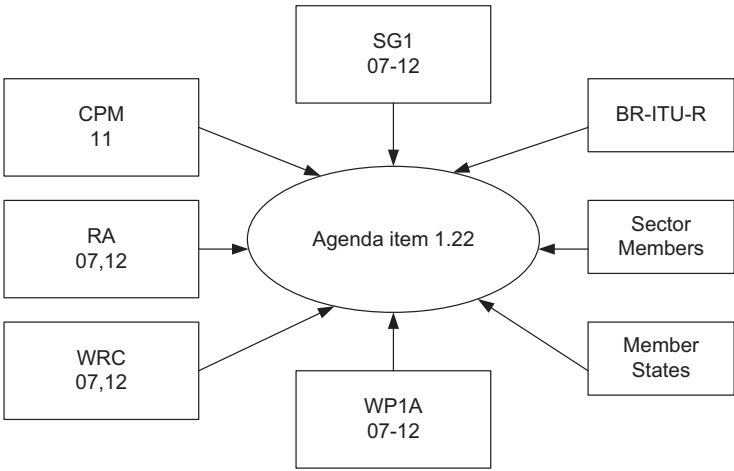 SG1
07-12
CPM
11
BR-ITU-R
RA
07,12
Agenda item 1.22
Sector
Members
WRC
07,12
Member
States
WP1A
07-12